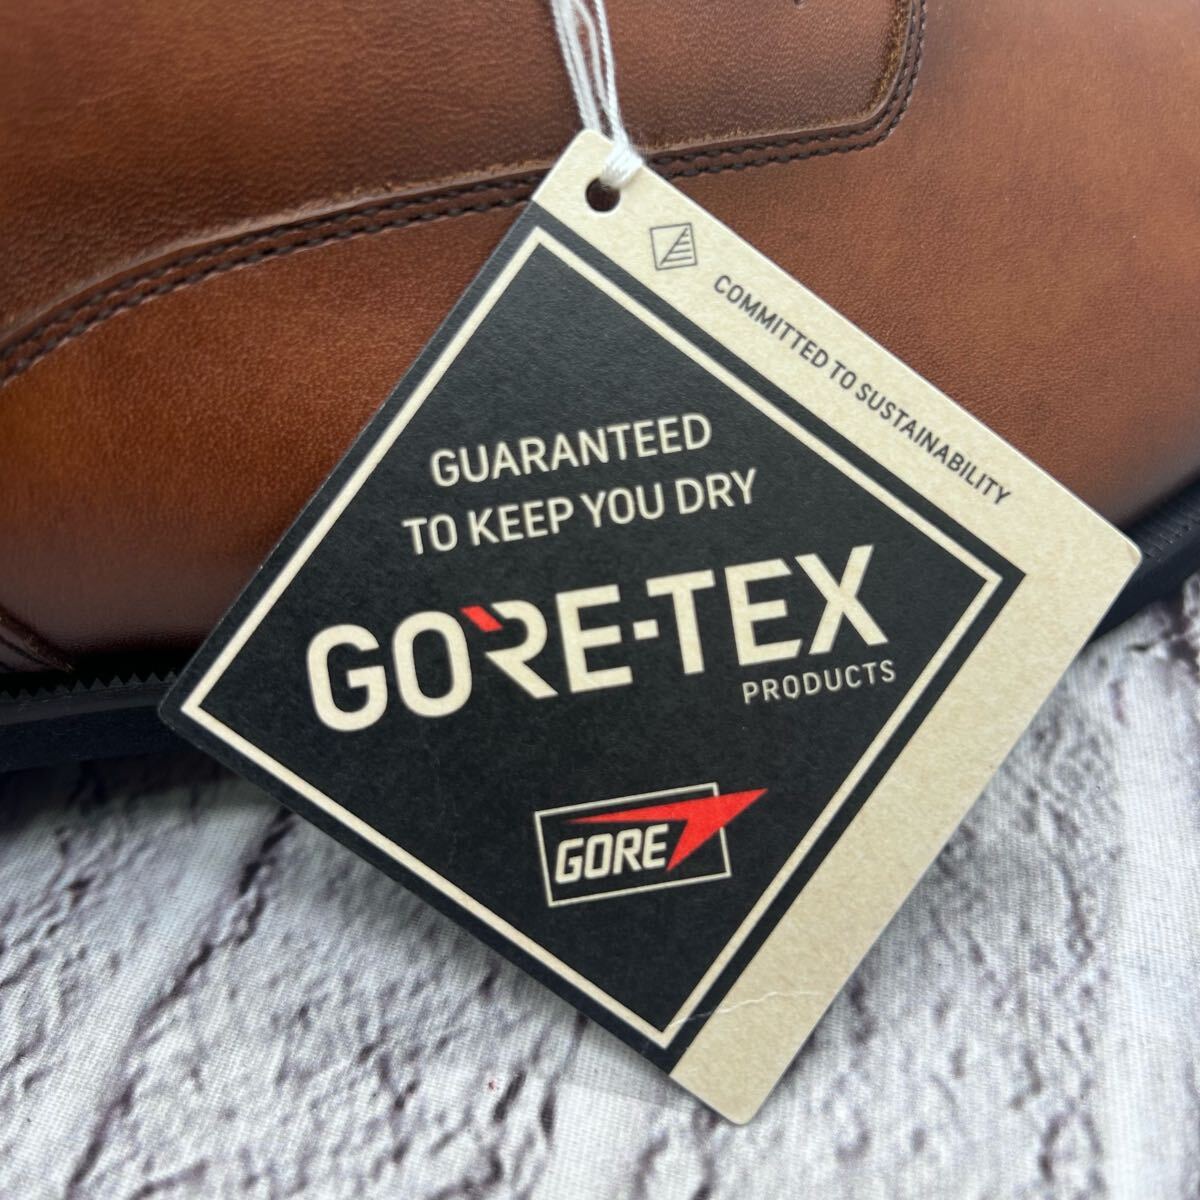 COMMITTED TO SUSTAINABILITY
GUARANTEED
TO KEEP YOU DRY
GORE-TEX
PRODUCTS
GORE